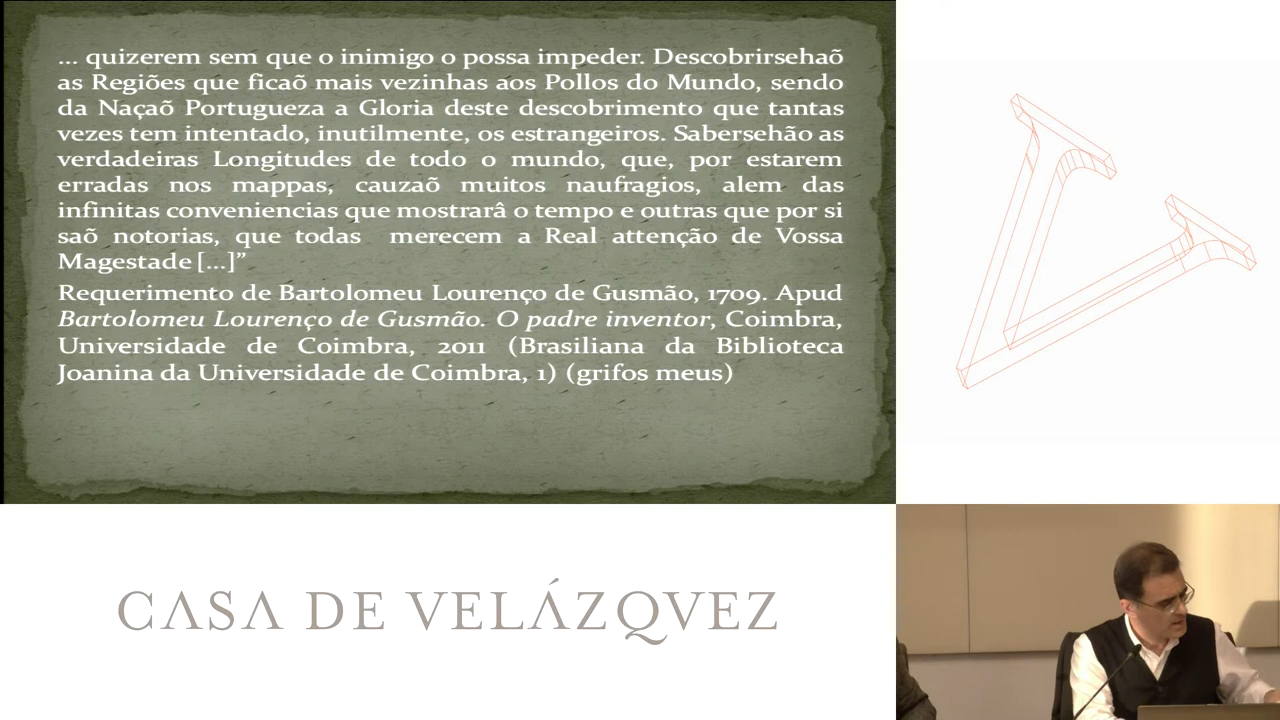 ... quizerem sem que o inimigo o possa impeder. Descobrirsehaõ
as Regiões que ficaõ mais vezinhas aos Pollos do Mundo, sendo
da Naçaõ Portugueza a Gloria deste descobrimento que tantas
vezes tem intentado, inutilmente, os estrangeiros. Sabersehão as
verdadeiras Longitudes de todo o mundo, que, por estarem
erradas nos mappas, cauzaõ muitos naufragios, alem das
infinitas conveniencias que mostrarâ o tempo e outras que por si
saõ notorias, que todas merecem a Real attenção de Vossa
Magestade [...]”
Requerimento de Bartolomeu Lourenço de Gusmão, 1709. Apud
Bartolomeu Lourenço de Gusmão. O padre inventor, Coimbra,
Universidade de Coimbra, 2011 (Brasiliana da Biblioteca
Joanina da Universidade de Coimbra, 1) (grifos meus)
CASA DE VELÁZQVEZ